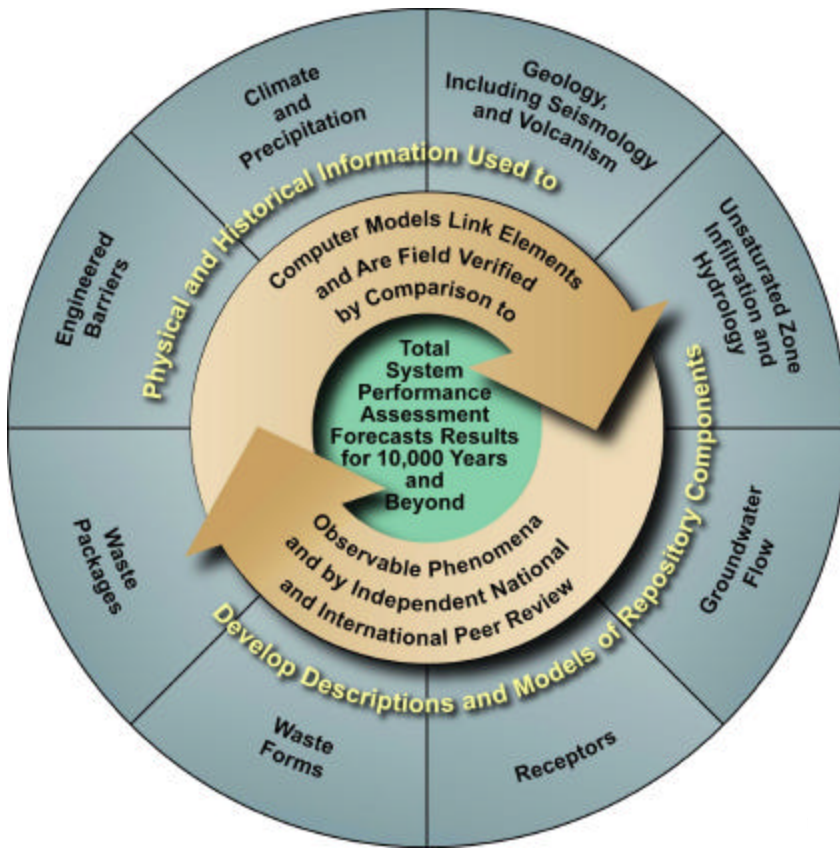 Climate
and
Precipitation
Geology,
Including Seismology
and Volcanism
Unsaturated Zone
Infiltration and
Hydrology
Groundwater
Flow
Receptors
Waste
Forms
Waste
Packages
Engineered
Barriers
Physical and Historical Information Used to
Develop Descriptions and Models of Repository Components
Computer Models Link Elements
and Are Field Verified
by Comparison to
Observable Phenomena
and by Independent National
and International Peer Review
Total
System
Performance
Assessment
Forecasts Results
for 10,000 Years
and
Beyond